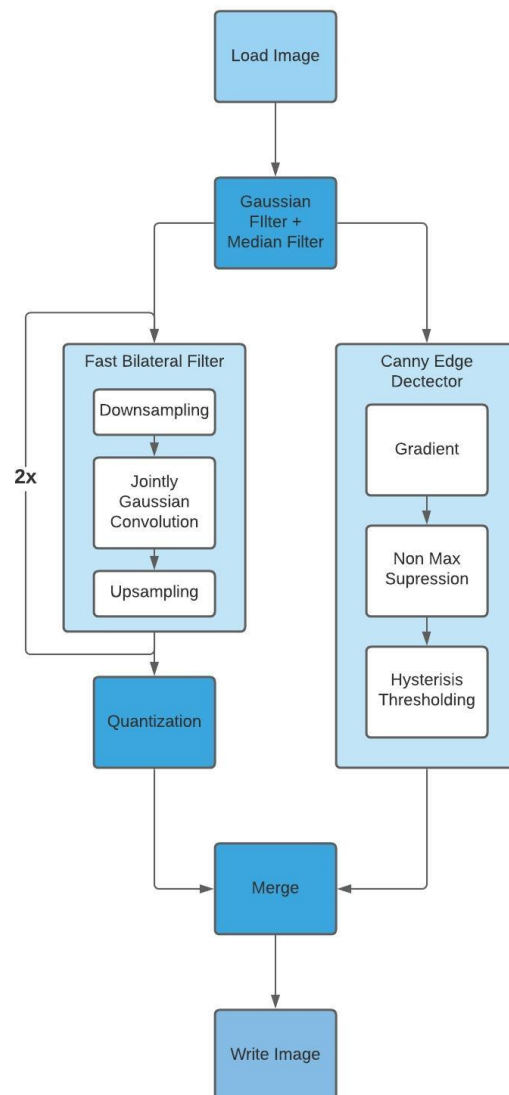 Load Image
Gaussian
FIlter +
Median Filter
Fast Bilateral Filter
Downsampling
Jointly
Gaussian
Convolution
Upsampling
2x
Quantization
Canny Edge
Dectector
Gradient
Non Max
Supression
Hysterisis
Thresholding
Merge
Write Image